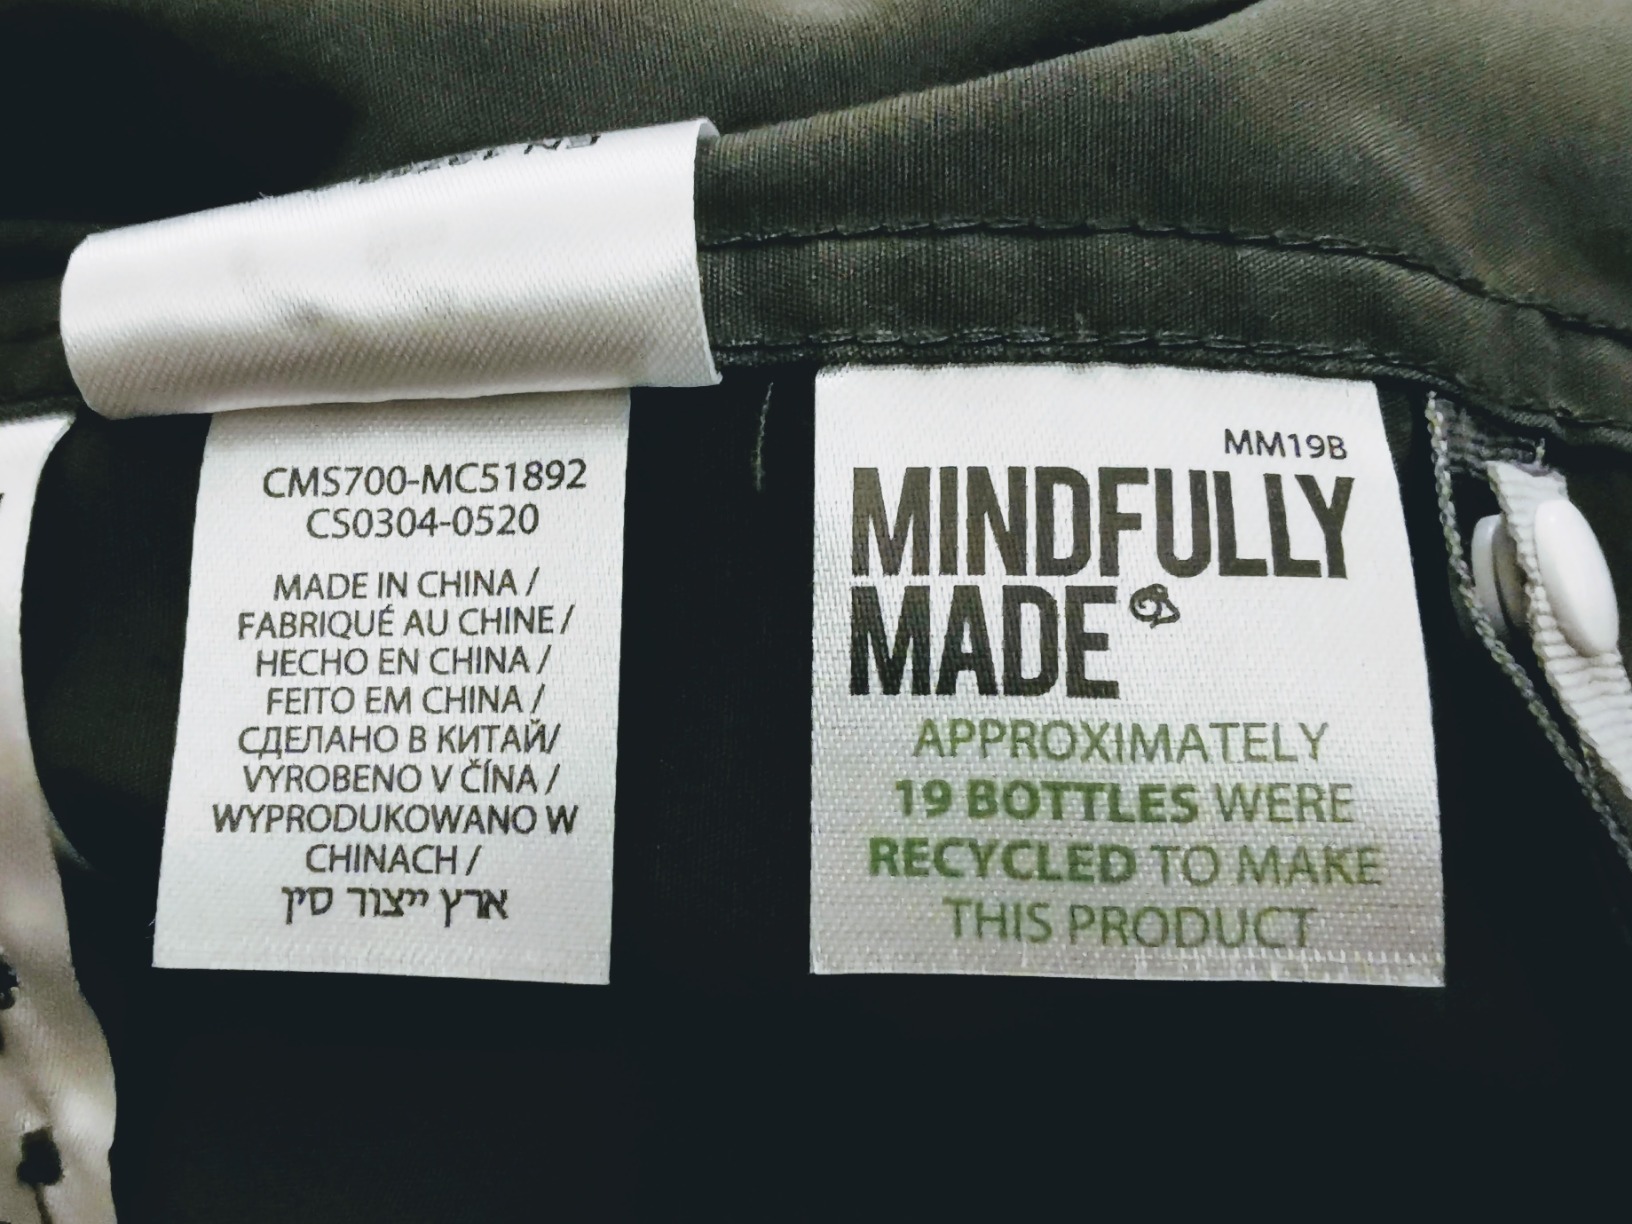 CMS700-MC51892
CS0304-0520
MADE IN CHINA /
FABRIQUÉ AU CHINE /
HECHO EN CHINA /
FEITO EM CHINA /
СДЕЛАНО В КИТАЙ/
VYROBENO V ČÍNA /
WYPRODUKOWANO W
CHINACH /
ארץ ייצור סין
MM19B
MINDFULLY
MADE
APPROXIMATELY
19 BOTTLES WERE
RECYCLED TO MAKE
THIS PRODUCT